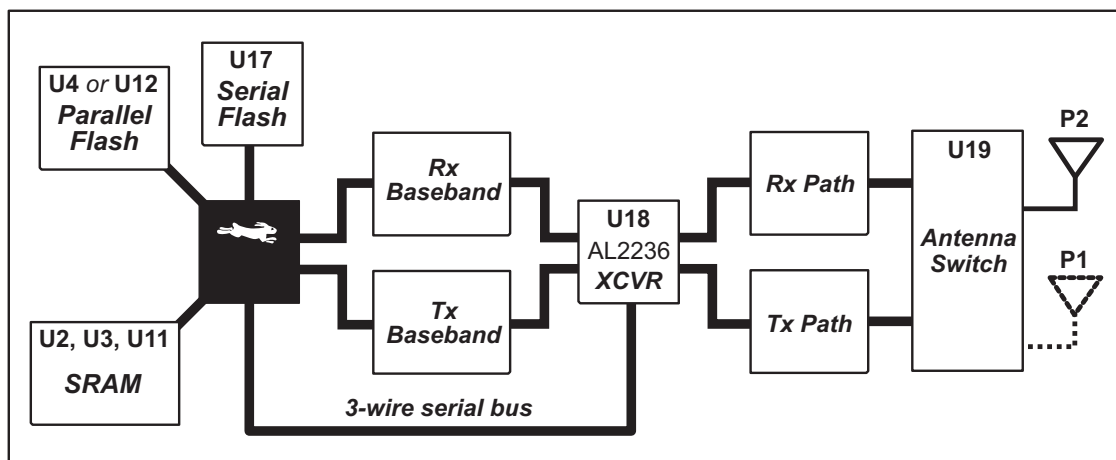 U4 or U12
Parallel
Flash
U17
Serial
Flash
U2, U3, U11
SRAM
Rx
Baseband
Tx
Baseband
3-wire serial bus
U18
AL2236
XCVR
Rx Path
Tx Path
U19
Antenna
Switch
P2
P1